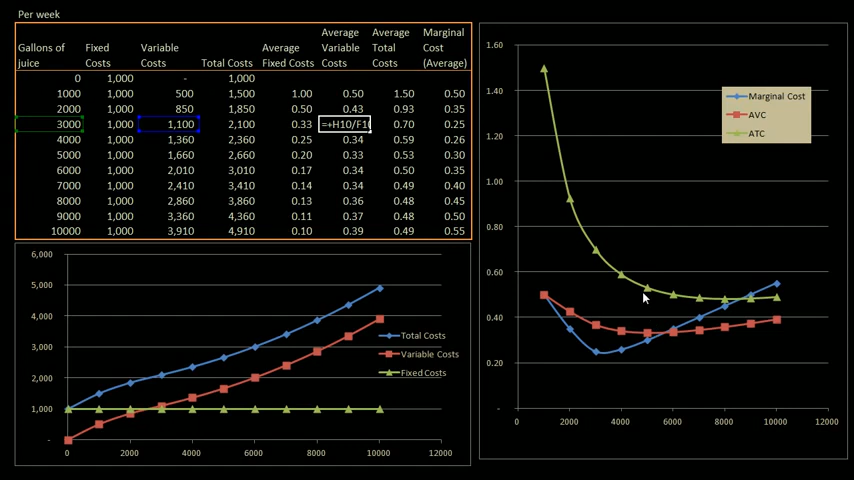 Per week
Average Average Marginal
Gallons of Fixed Variable Average Variable Total Cost
juice Costs Costs Total Costs Fixed Costs Costs Costs (Average)
0 1,000 - 1,000
1000 1,000 500 1,500 1.00 0.50 1.50 0.50
2000 1,000 850 1,850 0.50 0.43 0.93 0.35
3000 1,000 1,100 2,100 0.33 =+H10/F10 0.70 0.25
4000 1,000 1,360 2,360 0.25 0.34 0.59 0.26
5000 1,000 1,660 2,660 0.20 0.33 0.53 0.30
6000 1,000 2,010 3,010 0.17 0.34 0.50 0.35
7000 1,000 2,410 3,410 0.14 0.34 0.49 0.40
8000 1,000 2,860 3,860 0.13 0.36 0.48 0.45
9000 1,000 3,360 4,360 0.11 0.37 0.48 0.50
10000 1,000 3,910 4,910 0.10 0.39 0.49 0.55
6,000
5,000
4,000
3,000
2,000
1,000
-
0 2000 4000 6000 8000 10000 12000
Total Costs
Variable Costs
Fixed Costs
1.60
1.40
1.20
1.00
0.80
0.60
0.40
0.20
-
0 2000 4000 6000 8000 10000 12000
Marginal Cost
AVC
ATC